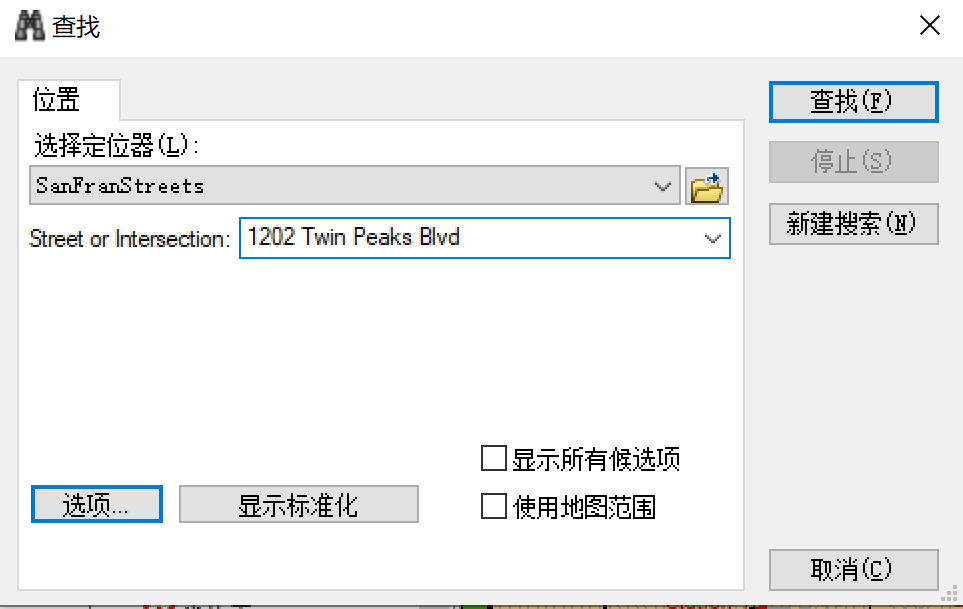 查找
位置
选择定位器(L):
SanFranStreets
Street or Intersection: 1202 Twin Peaks Blvd
显示所有候选项
使用地图范围
选项...
显示标准化
查找(F)
停止(S)
新建搜索(N)
取消(C)